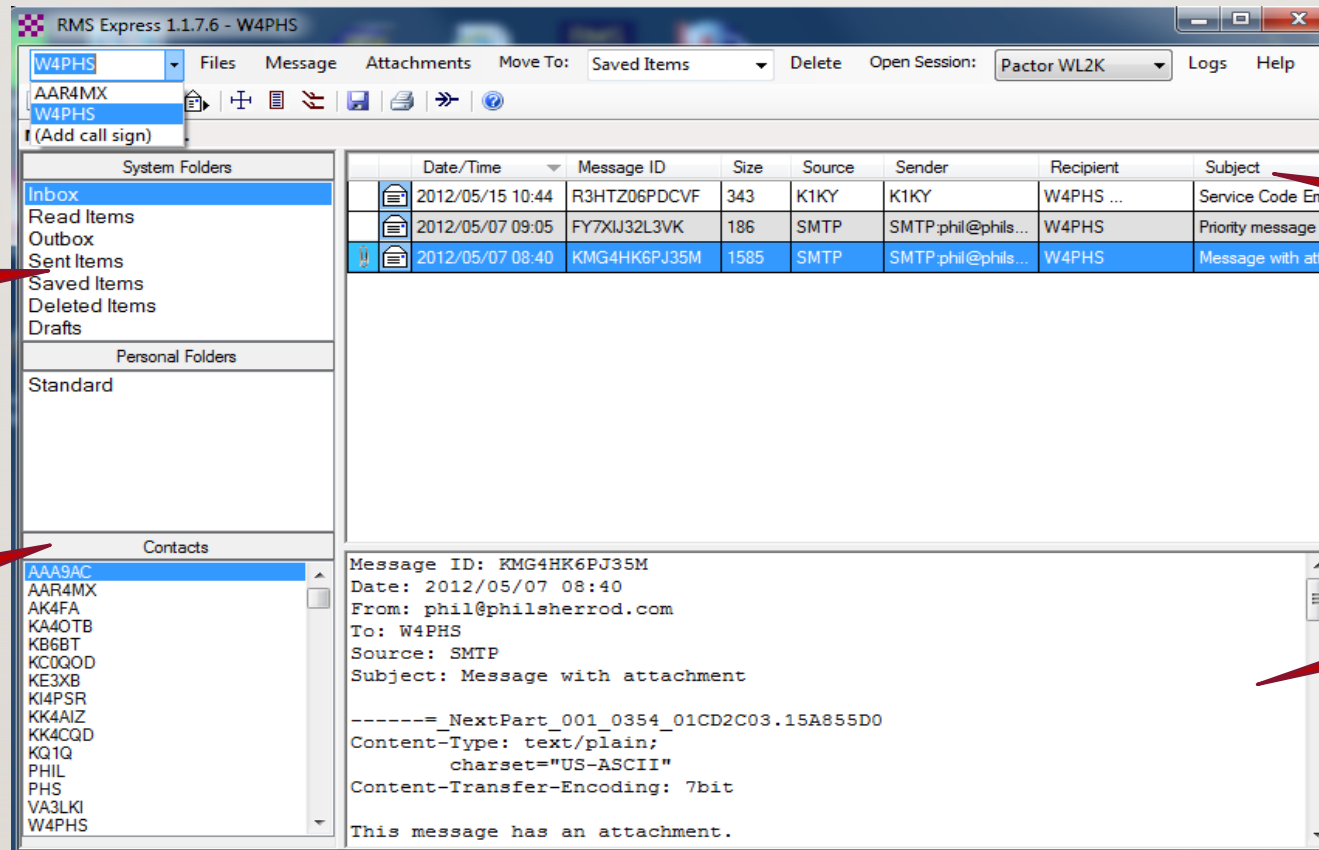 RMS Express 1.1.7.6 - W4PHS
W4PHS Files Message Attachments Move To: Saved Items Delete Open Session: Pactor WL2K Logs Help
AAR4MX
W4PHS
(Add call sign)
System Folders
Inbox
Read Items
Outbox
Sent Items
Saved Items
Deleted Items
Drafts
Personal Folders
Standard
Contacts
AAA9AC
AAR4MX
AK4FA
KA4OTB
KB6BT
KC0QOD
KE3XB
KI4PSR
KK4AIZ
KK4CQD
KQ1Q
PHIL
PHS
VA3LKI
W4PHS
Date/Time Message ID Size Source Sender Recipient Subject
2012/05/15 10:44 R3HTZ06PDCVF 343 K1KY K1KY W4PHS ... Service Code Em
2012/05/07 09:05 FY7XIJ32L3VK 186 SMTP SMTP:phil@phils... W4PHS Priority message
2012/05/07 08:40 KMG4HK6PJ35M 1585 SMTP SMTP:phil@phils... W4PHS Message with att
Message ID: KMG4HK6PJ35M
Date: 2012/05/07 08:40
From: phil@philsherrod.com
To: W4PHS
Source: SMTP
Subject: Message with attachment
------=_NextPart_001_0354_01CD2C03.15A855D0
Content-Type: text/plain;
charset="US-ASCII"
Content-Transfer-Encoding: 7bit
This message has an attachment.